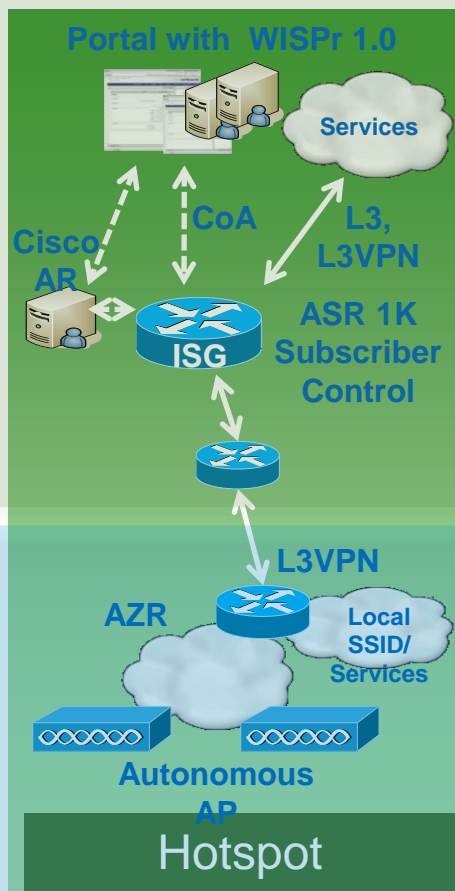 Portal with WISPr 1.0
Services
CoA
L3,
L3VPN
Cisco
AR
ISG
ASR 1K
Subscriber
Control
L3VPN
AZR
Local
SSID/
Services
Autonomous
AP
Hotspot